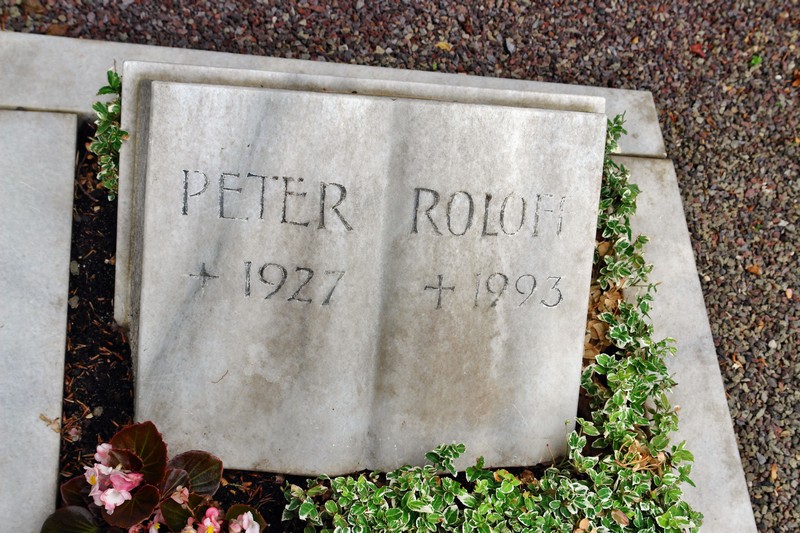 PETER ROLOFF
* 1927 + 1993